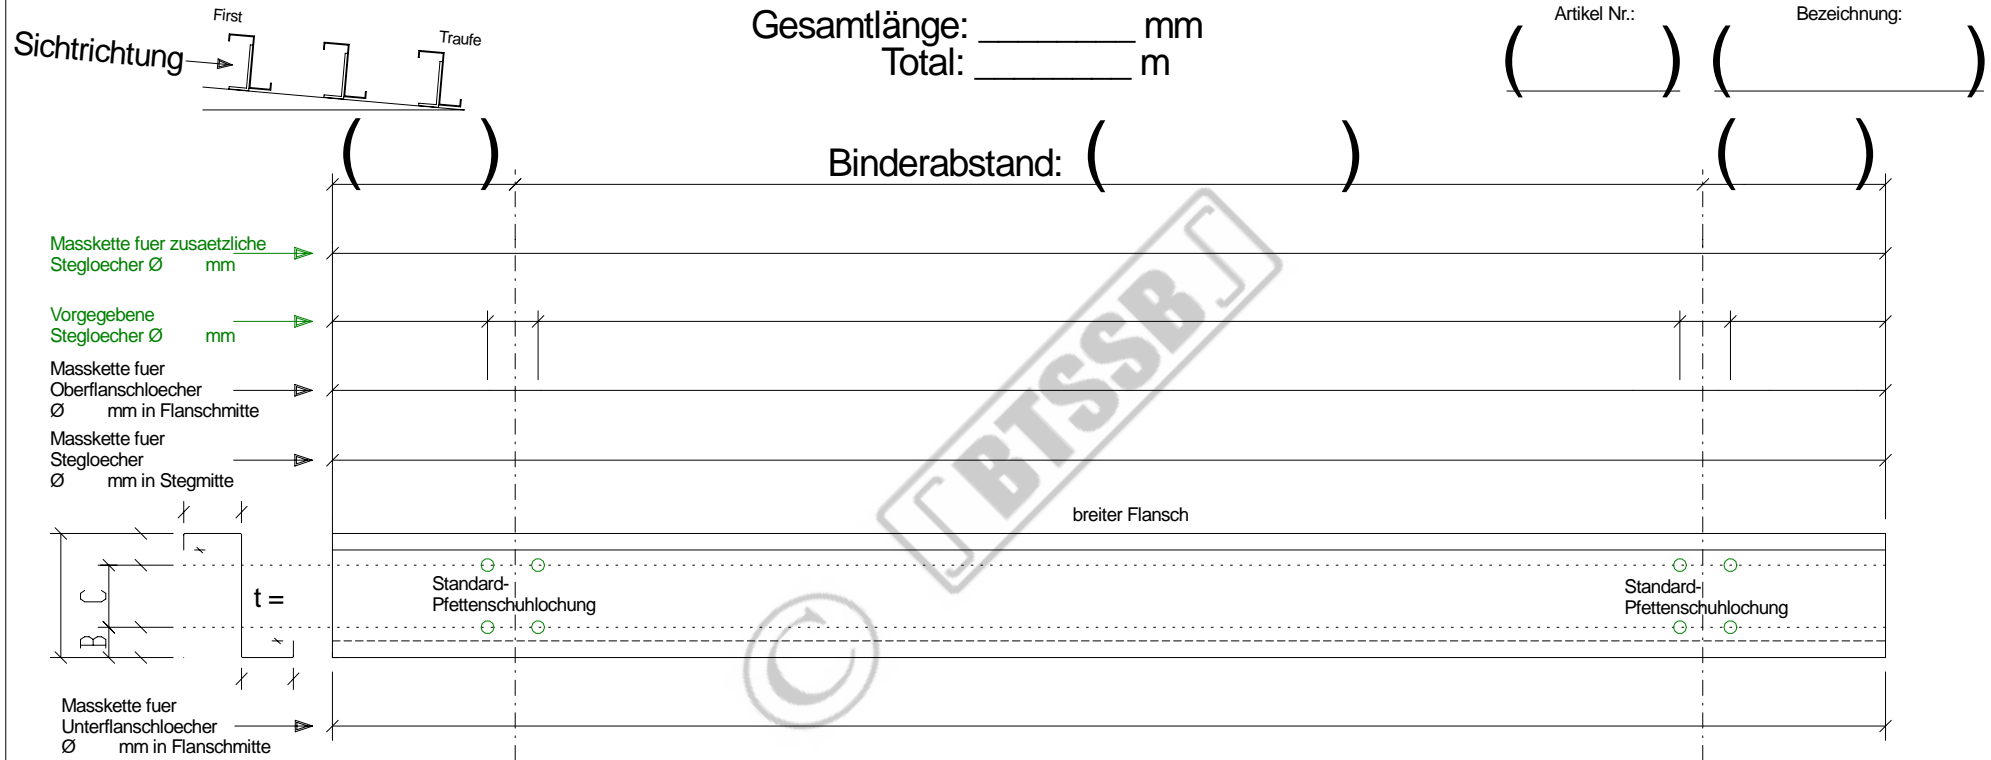 First
Sichtrichtung
Traufe
Gesamtlänge: ________ mm
Total: ________ m
Artikel Nr.:
Bezeichnung:
( )
( )
( )
Binderabstand: ( )
( )
Masskette fuer zusaetzliche
Stegloecher Ø mm
Vorgegebene
Stegloecher Ø mm
Masskette fuer
Oberflanschloecher
Ø mm in Flanschmitte
Masskette fuer
Stegloecher
Ø mm in Stegmitte
breiter Flansch
C
B
t =
Standard-
Pfettenschuhlochung
Standard-
Pfettenschuhlochung
Masskette fuer
Unterflanschloecher
Ø mm in Flanschmitte
© BTSSB